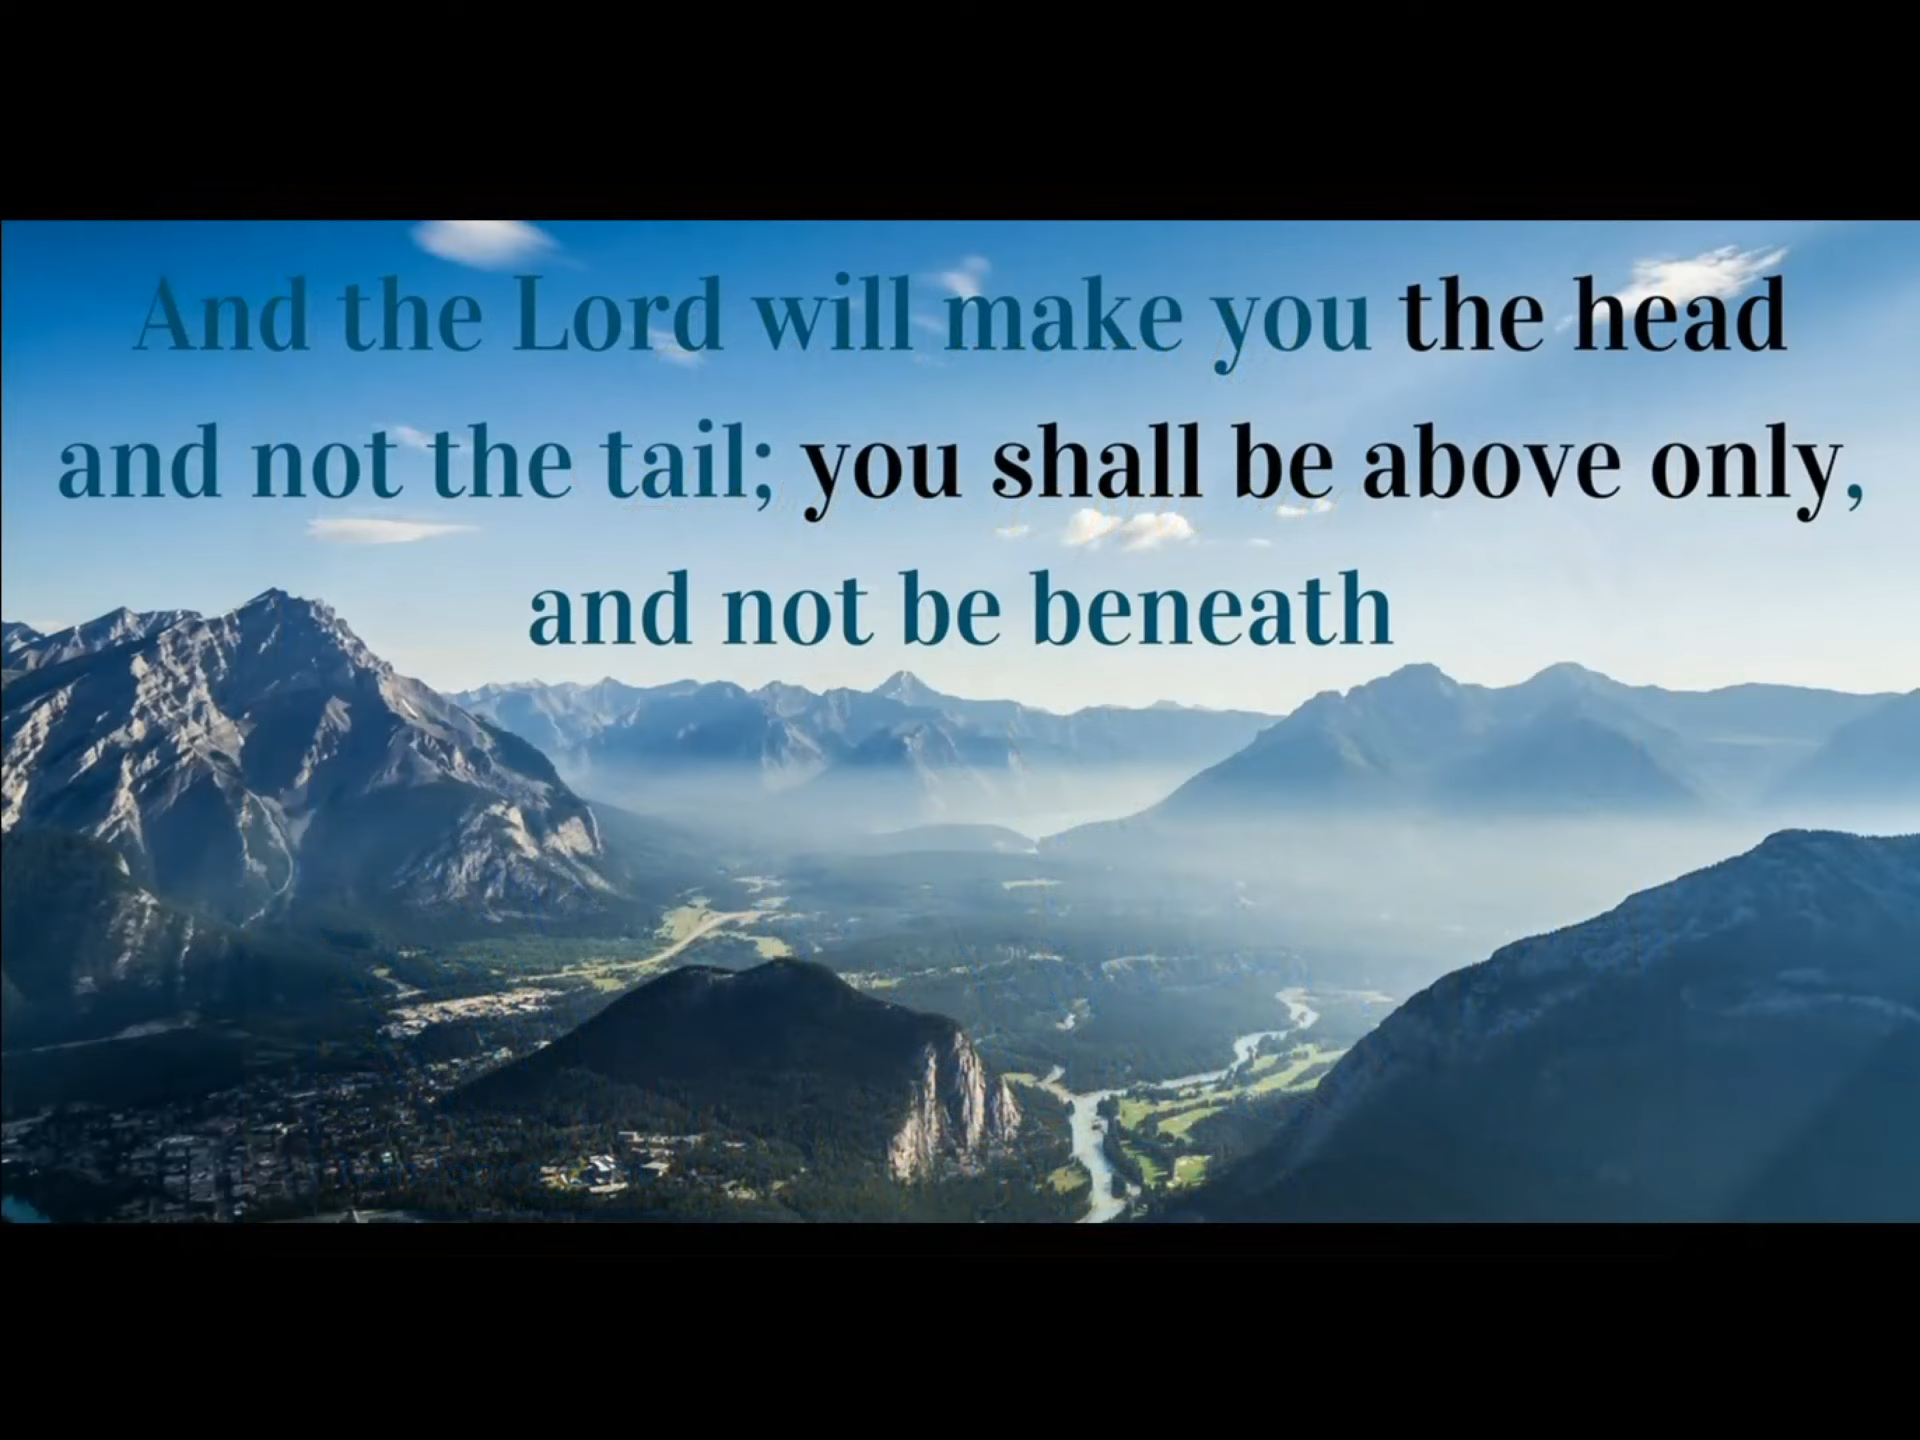 And the Lord will make you the head
and not the tail; you shall be above only,
and not be beneath